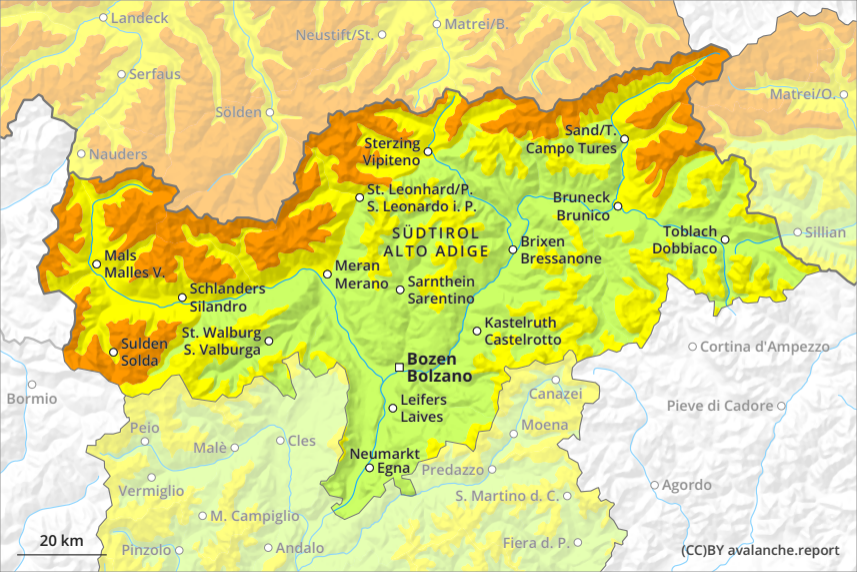 Landeck
Matrei/B.
Neustift/St.
Serfaus
Matrei/O.
Sölden
Sand/T.
Campo Tures
Sterzing
Vipiteno
Nauders
St. Leonhard/P.
S. Leonardo i. P.
Bruneck
Brunico
SÜDTIROL
ALTO ADIGE
Toblach
Dobbiaco
Sillian
Brixen
Bressanone
Mals
Malles V.
Meran
Merano
Schlanders
Silandro
Sarnthein
Sarentino
Kastelruth
Castelrotto
St. Walburg
S. Valburga
Sulden
Solda
Cortina d'Ampezzo
Bozen
Bolzano
Bormio
Canazei
Leifers
Laives
Pieve di Cadore
Peio
Moena
Cles
Malè
Neumarkt
Egna
Predazzo
Vermiglio
Agordo
S. Martino d. C.
M. Campiglio
20 km
Pinzolo
Andalo
Fiera d. P.
(CC)BY avalanche.report